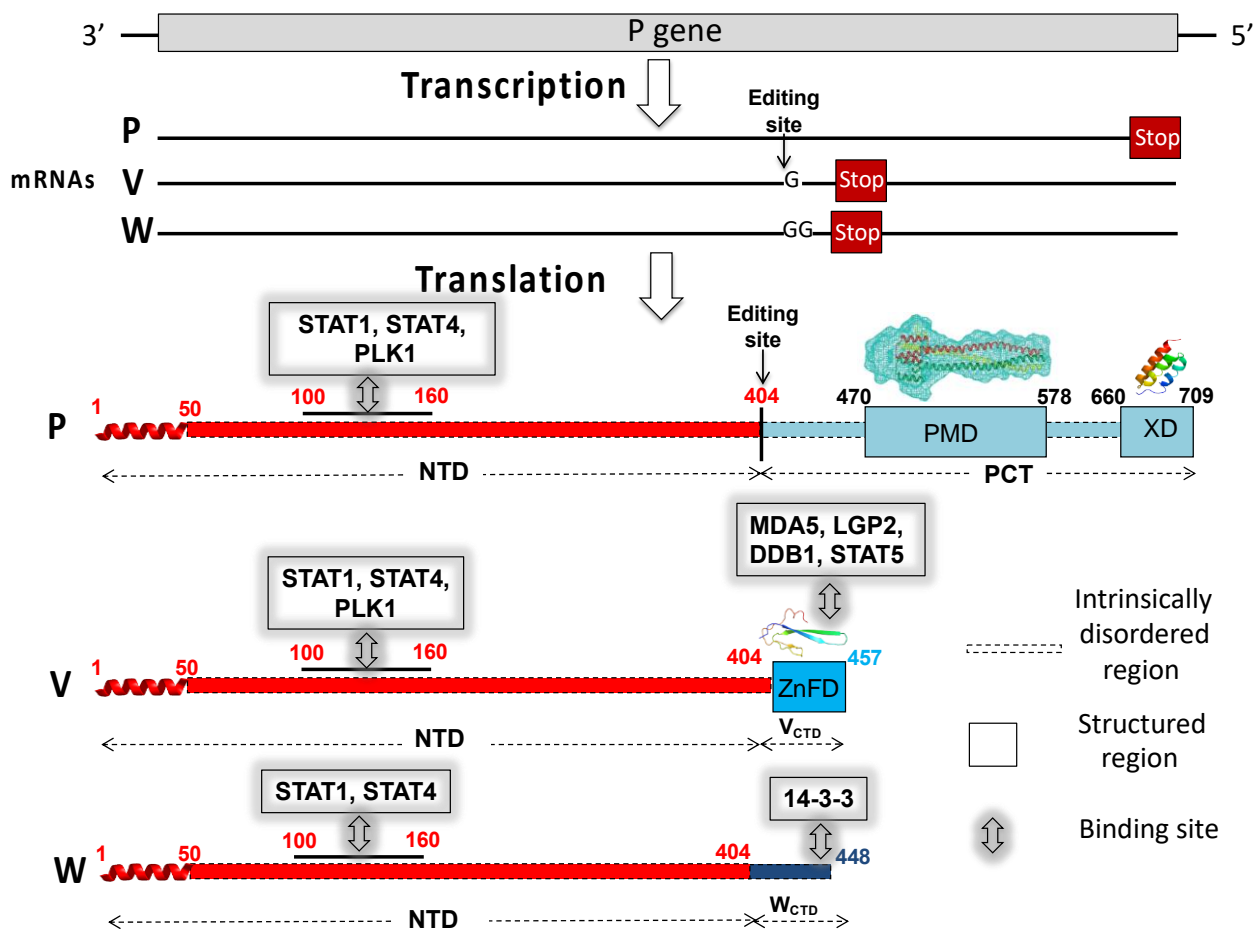 3’
P gene
5’
Transcription
Editing
site
P
Stop
mRNAs
V
G
Stop
W
GG
Stop
Translation
STAT1, STAT4,
PLK1
Editing
site
1
50
100
160
404
470
578
660
709
P
PMD
XD
NTD
PCT
MDA5, LGP2,
DDB1, STAT5
STAT1, STAT4,
PLK1
1
50
100
160
404
457
V
ZnFD
NTD
VCTD
STAT1, STAT4
14-3-3
1
50
100
160
404
448
W
NTD
WCTD
Intrinsically
disordered
region
Structured
region
Binding site